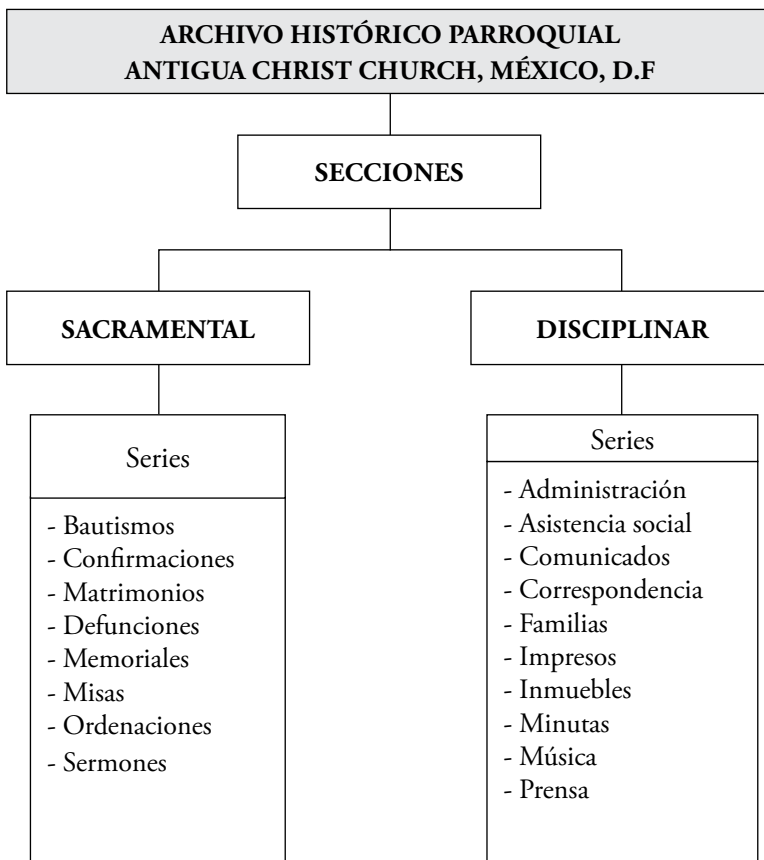 ARCHIVO HISTÓRICO PARROQUIAL
ANTIGUA CHRIST CHURCH, MÉXICO, D.F
SECCIONES
SACRAMENTAL
DISCIPLINAR
Series
- Bautismos
- Confirmaciones
- Matrimonios
- Defunciones
- Memoriales
- Misas
- Ordenaciones
- Sermones
Series
- Administración
- Asistencia social
- Comunicados
- Correspondencia
- Familias
- Impresos
- Inmuebles
- Minutas
- Música
- Prensa